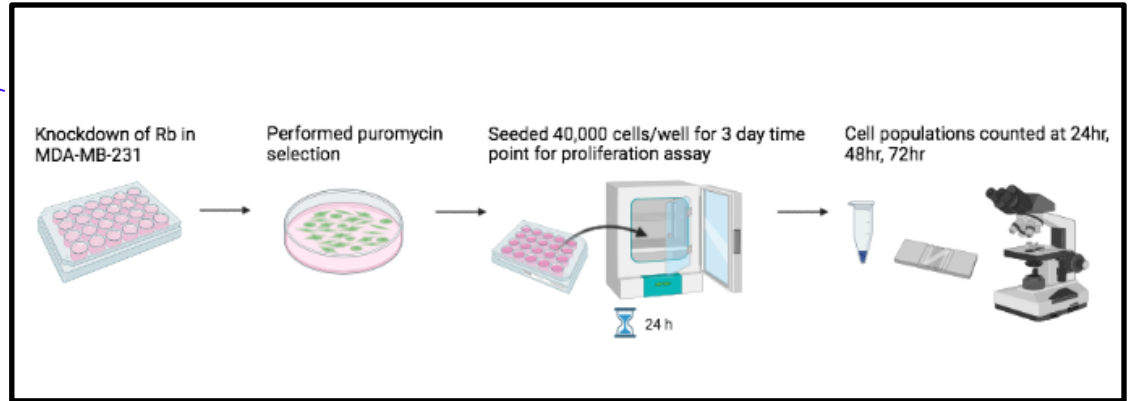 Knockdown of Rb in
MDA-MB-231
Performed puromycin
selection
Seeded 40,000 cells/well for 3 day time
point for proliferation assay
Cell populations counted at 24hr,
48hr, 72hr
24 h